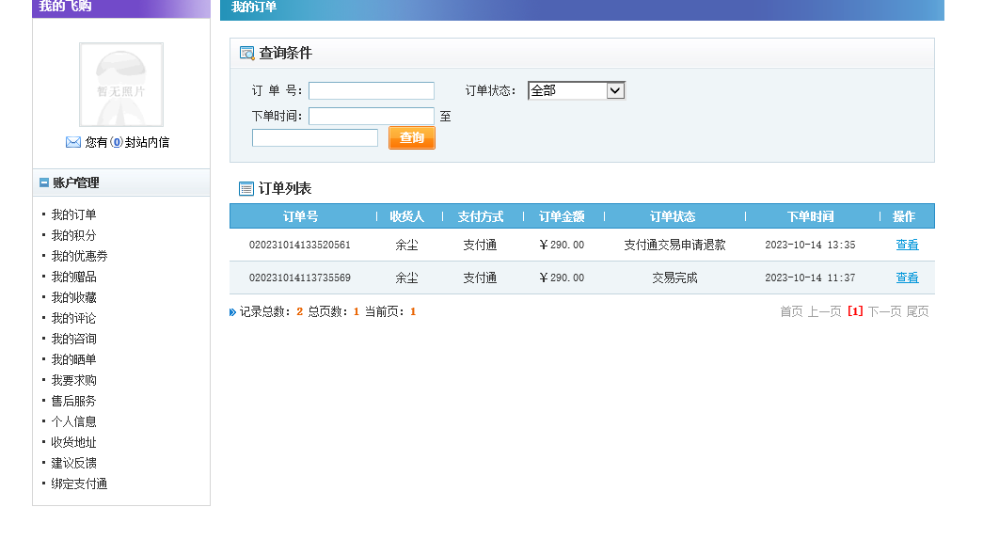 我的飞购
暂无照片
您有(0)封站内信
账户管理
我的订单
我的积分
我的优惠券
我的赠品
我的收藏
我的评论
我的咨询
我的晒单
我要求购
售后服务
个人信息
收货地址
建议反馈
绑定支付通
我的订单
查询条件
订 单 号： 订单状态： 全部
下单时间： 至
查询
订单列表
订单号 收货人 支付方式 订单金额 订单状态 下单时间 操作
020231014133520561 余尘 支付通 ￥290.00 支付通交易申请退款 2023-10-14 13:35 查看
020231014113735569 余尘 支付通 ￥290.00 交易完成 2023-10-14 11:37 查看
记录总数：2 总页数：1 当前页：1 首页 上一页 [1] 下一页 尾页